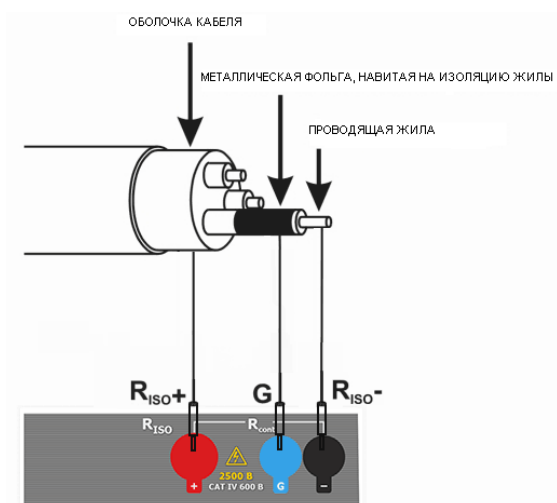 ОБОЛОЧКА КАБЕЛЯ
МЕТАЛЛИЧЕСКАЯ ФОЛЬГА, НАВИТАЯ НА ИЗОЛЯЦИЮ ЖИЛЫ
ПРОВОДЯЩАЯ ЖИЛА
RISO+ G RISO-
RISO Rcont
2500 В
CAT IV 600 В
+ G −